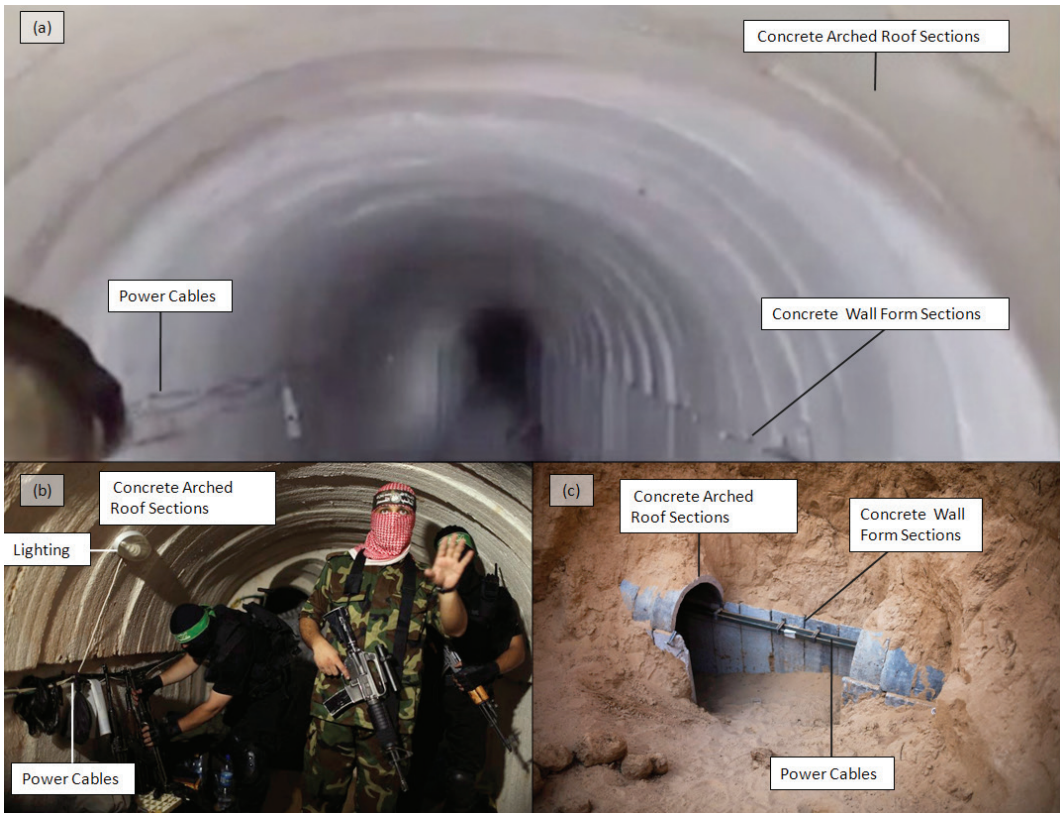 (a)
Concrete Arched Roof Sections
Power Cables
Concrete Wall Form Sections
(b)
Concrete Arched
Roof Sections
Lighting
Power Cables
(c)
Concrete Arched
Roof Sections
Concrete Wall
Form Sections
Power Cables